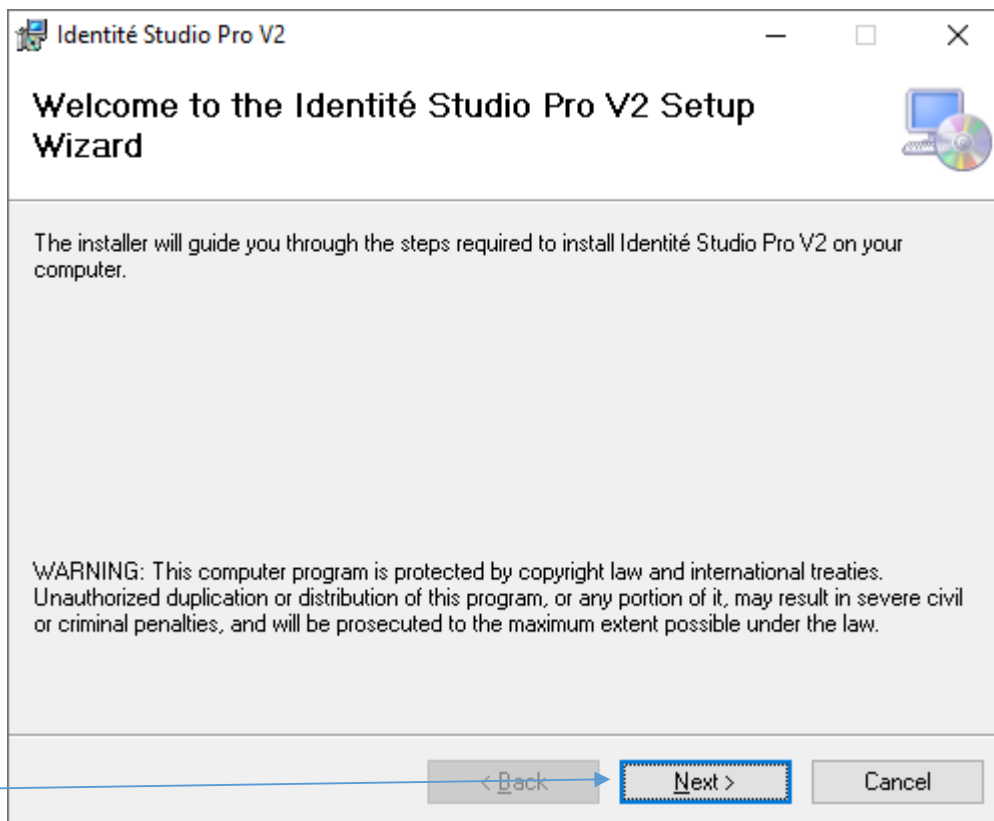 Identité Studio Pro V2
Welcome to the Identité Studio Pro V2 Setup
Wizard
The installer will guide you through the steps required to install Identité Studio Pro V2 on your
computer.
WARNING: This computer program is protected by copyright law and international treaties.
Unauthorized duplication or distribution of this program, or any portion of it, may result in severe civil
or criminal penalties, and will be prosecuted to the maximum extent possible under the law.
< Back Next > Cancel